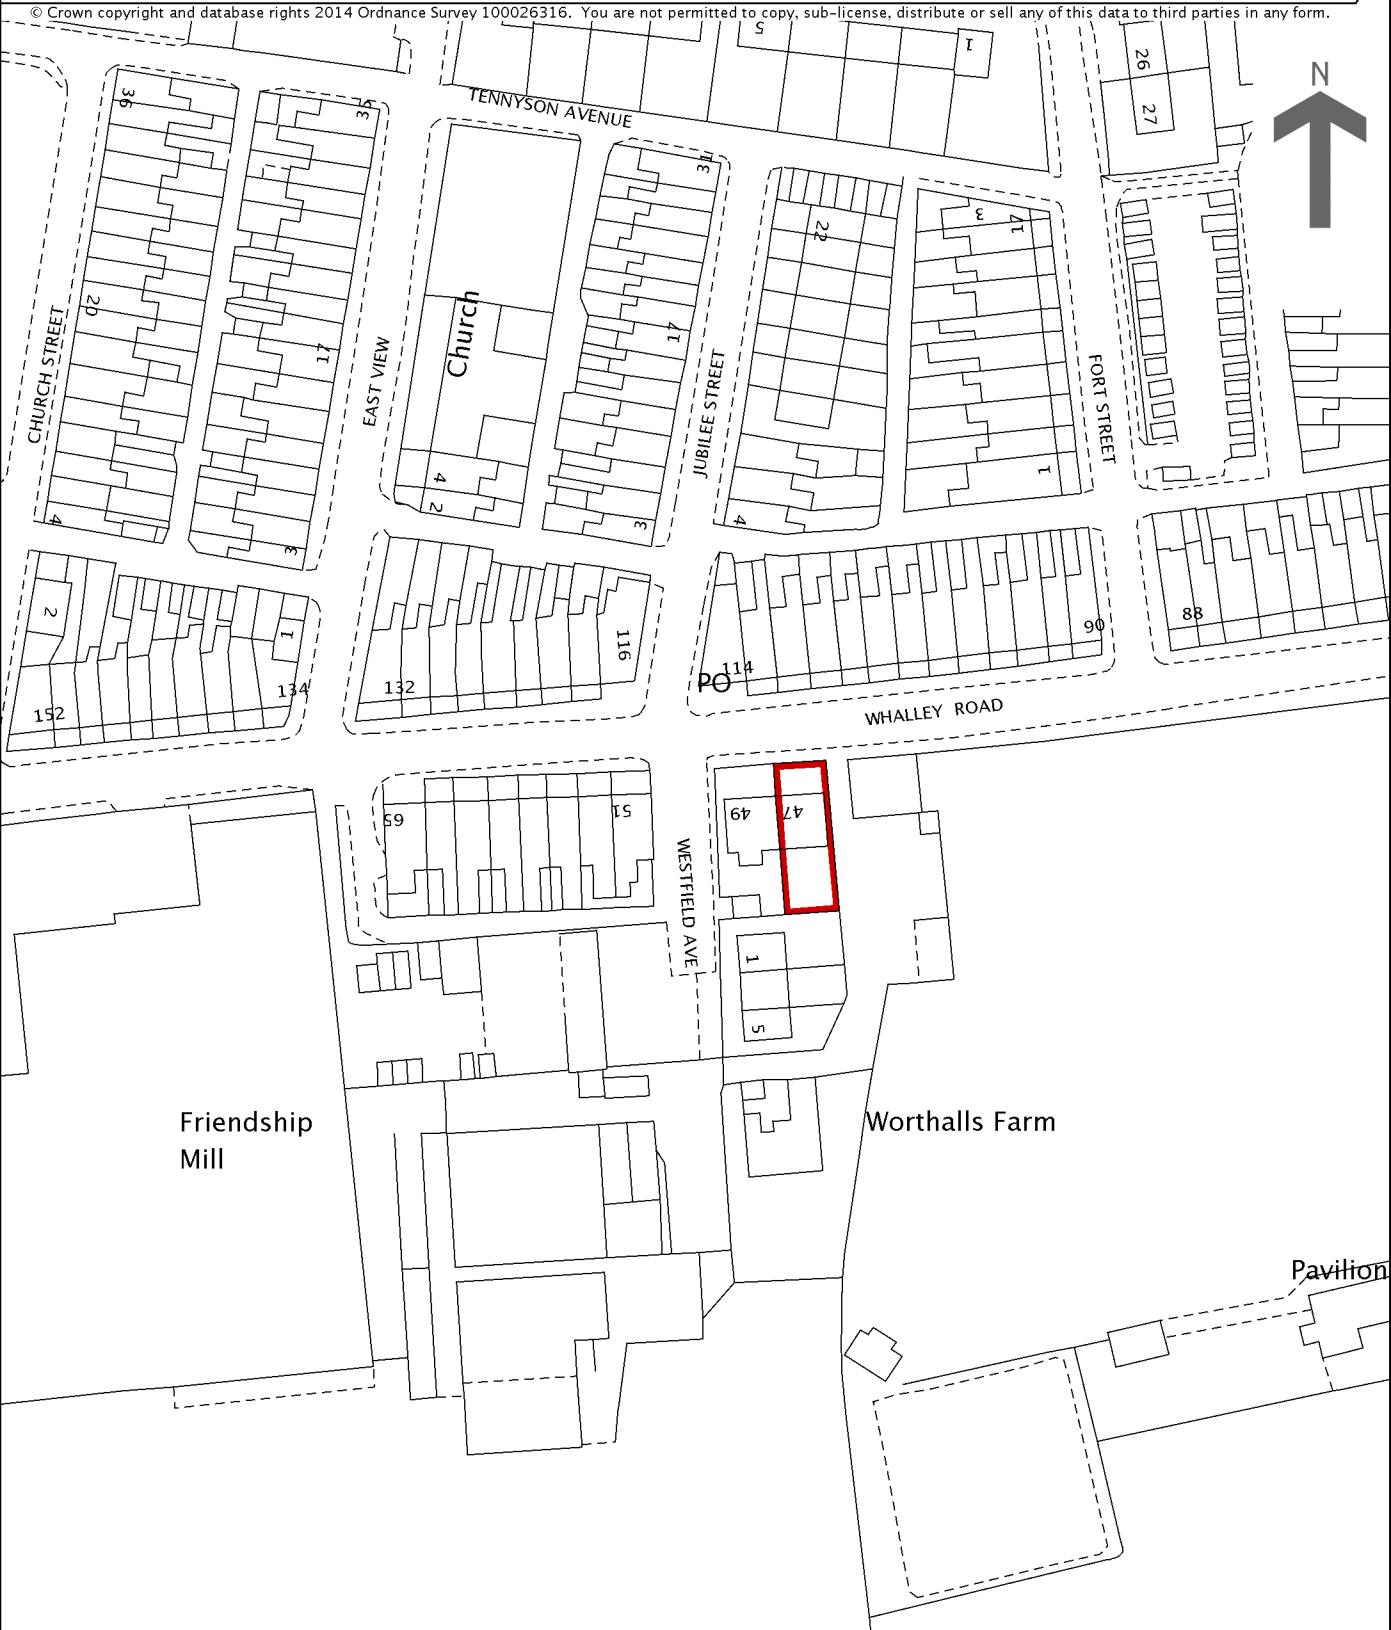 © Crown copyright and database rights 2014 Ordnance Survey 100026316.  You are not permitted to copy, sub-license, distribute or sell any of this data to third parties in any form.
N
5
1
26
27
TENNYSON AVENUE
36
35
31
22
3
41
20
17
17
Church
CHURCH STREET
EAST VIEW
JUBILEE STREET
FORT STREET
4
2
4
3
3
4
1
2
1
116
88
90
114
PO
132
134
152
WHALLEY ROAD
65
51
49
47
WESTFIELD AVE
1
5
Friendship
Mill
Worthalls Farm
Pavilion